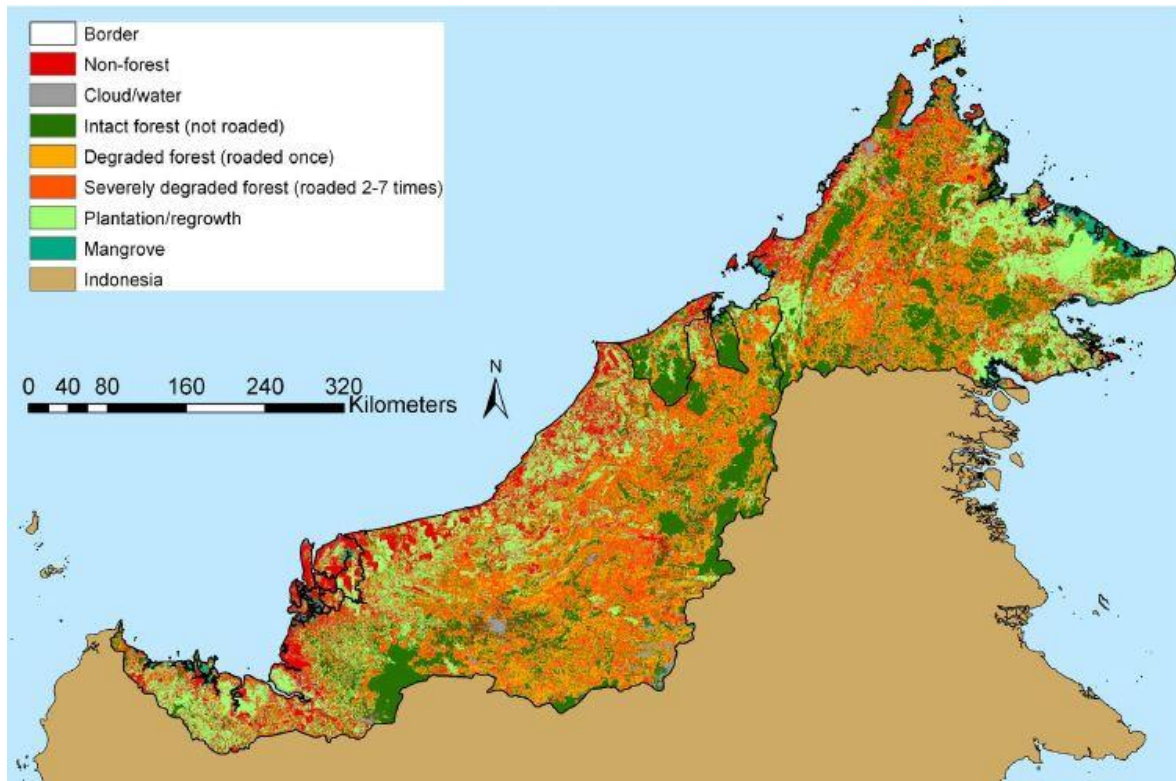 Border
Non-forest
Cloud/water
Intact forest (not roaded)
Degraded forest (roaded once)
Severely degraded forest (roaded 2-7 times)
Plantation/regrowth
Mangrove
Indonesia
N
0 40 80 160 240 320
Kilometers